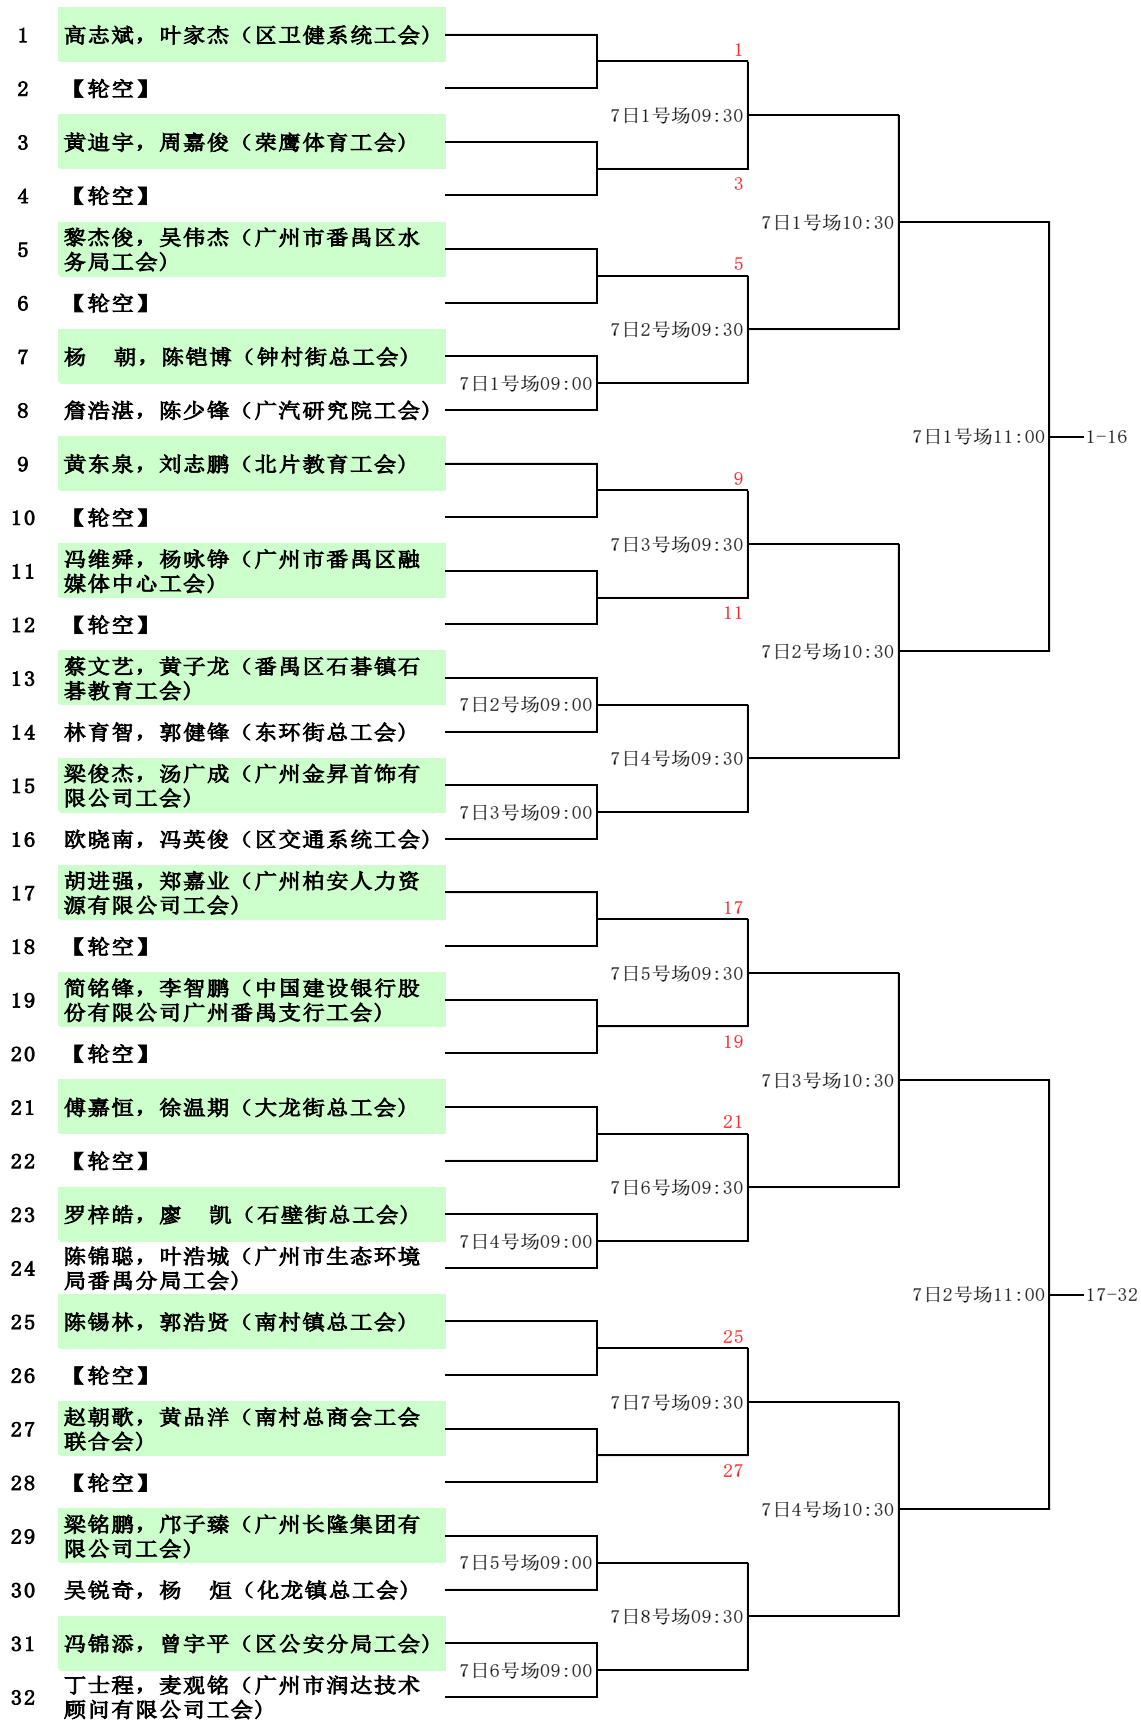 1 高志斌，叶家杰（区卫健系统工会）
1
2 【轮空】
7日1号场09:30
3 黄迪宇，周嘉俊（荣鹰体育工会）
3
4 【轮空】
7日1号场10:30
5 黎杰俊，吴伟杰（广州市番禺区水
务局工会）
5
6 【轮空】
7日2号场09:30
7 杨　朝，陈铠博（钟村街总工会）
7日1号场09:00
8 詹浩湛，陈少锋（广汽研究院工会）
7日1号场11:00 1-16
9 黄东泉，刘志鹏（北片教育工会）
9
10 【轮空】
7日3号场09:30
11 冯维舜，杨咏铮（广州市番禺区融
媒体中心工会）
11
12 【轮空】
7日2号场10:30
13 蔡文艺，黄子龙（番禺区石碁镇石
碁教育工会）
7日2号场09:00
14 林育智，郭健锋（东环街总工会）
7日4号场09:30
15 梁俊杰，汤广成（广州金昇首饰有
限公司工会）
7日3号场09:00
16 欧晓南，冯英俊（区交通系统工会）
17 胡进强，郑嘉业（广州柏安人力资
源有限公司工会）
17
18 【轮空】
7日5号场09:30
19 简铭锋，李智鹏（中国建设银行股
份有限公司广州番禺支行工会）
19
20 【轮空】
7日3号场10:30
21 傅嘉恒，徐温期（大龙街总工会）
21
22 【轮空】
7日6号场09:30
23 罗梓皓，廖　凯（石壁街总工会）
7日4号场09:00
24 陈锦聪，叶浩城（广州市生态环境
局番禺分局工会）
7日2号场11:00 17-32
25 陈锡林，郭浩贤（南村镇总工会）
25
26 【轮空】
7日7号场09:30
27 赵朝歌，黄品洋（南村总商会工会
联合会）
27
28 【轮空】
7日4号场10:30
29 梁铭鹏，邝子臻（广州长隆集团有
限公司工会）
7日5号场09:00
30 吴锐奇，杨　烜（化龙镇总工会）
7日8号场09:30
31 冯锦添，曾宇平（区公安分局工会）
7日6号场09:00
32 丁士程，麦观铭（广州市润达技术
顾问有限公司工会）